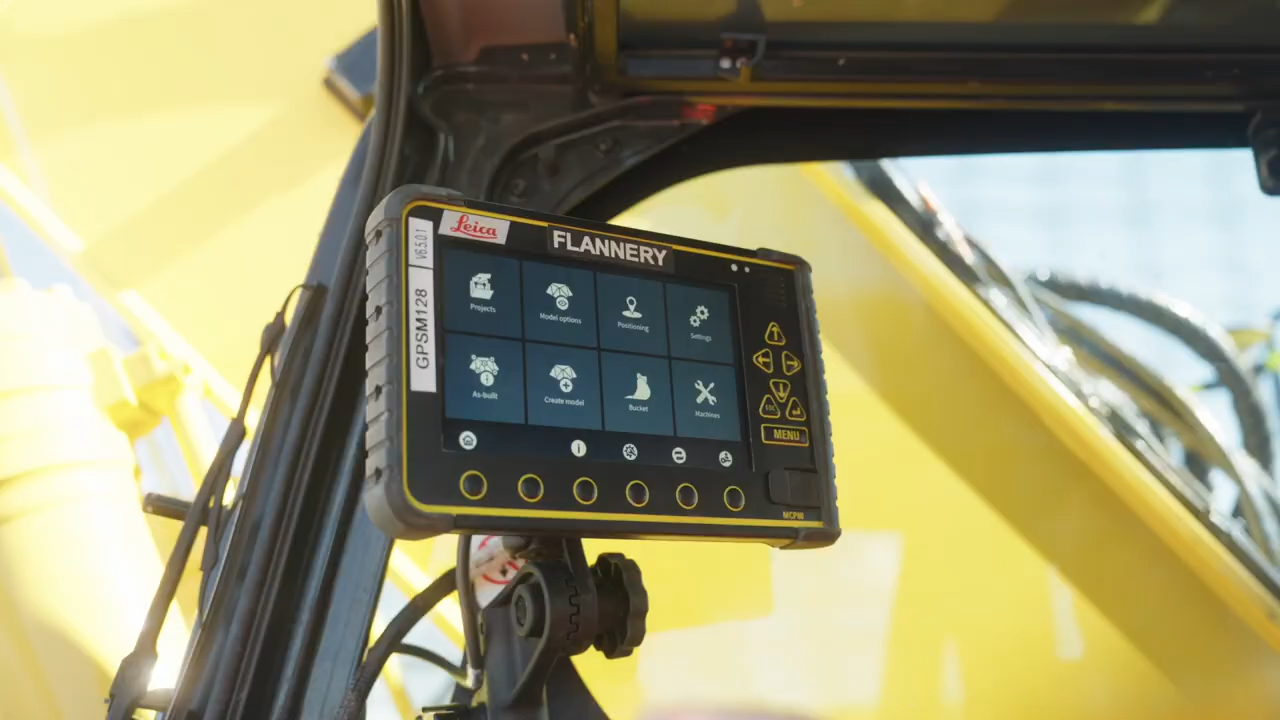 Leica
FLANNERY
V6.5.0.1
GPSM128
Projects
Model options
Positioning
Settings
As-built
Create model
Bucket
Machines
ESC
MENU